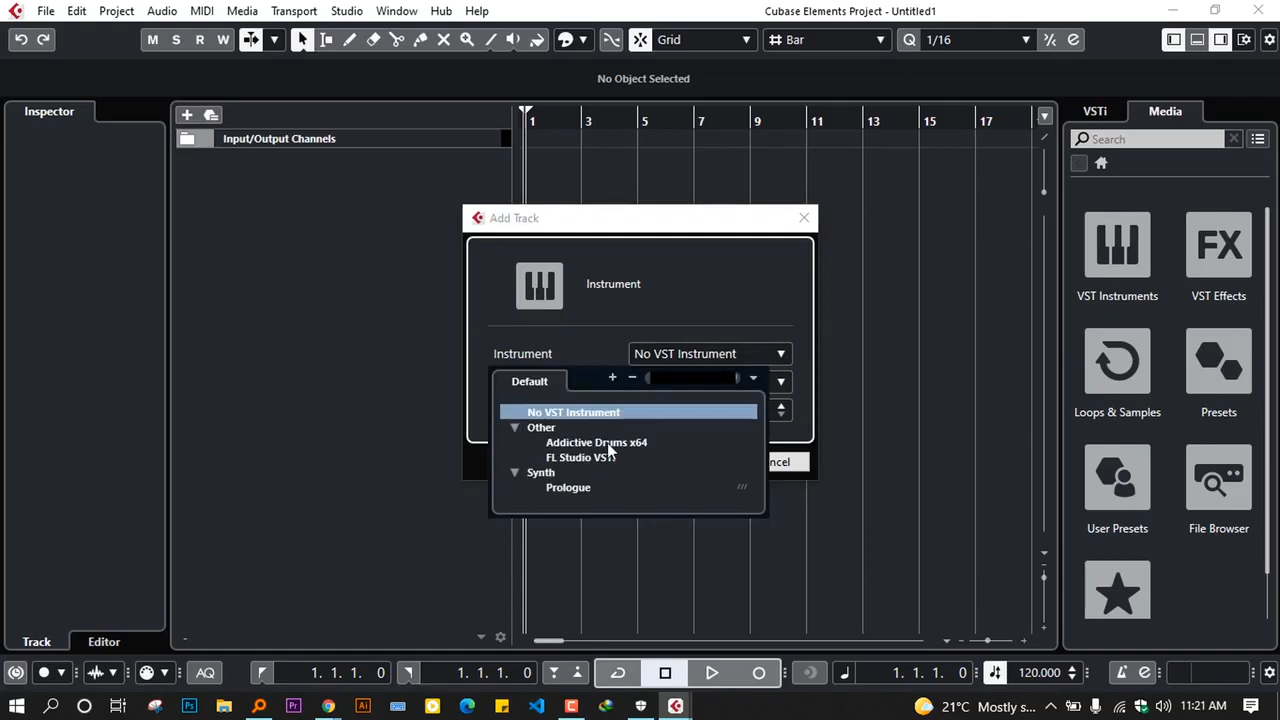 File Edit Project Audio MIDI Media Transport Studio Window Hub Help Cubase Elements Project - Untitled1
M S R W Grid Bar Q 1/16
No Object Selected
Inspector 1 3 5 7 9 11 13 15 17 VSTi Media
Input/Output Channels Search
Add Track
Instrument FX
VST Instruments VST Effects
Instrument No VST Instrument
Default
No VST Instrument Loops & Samples Presets
Other
Addictive Drums x64
FL Studio VSTi
ncel
Synth
Prologue
User Presets File Browser
Track Editor
AQ 1. 1. 1. 0 1. 1. 1. 0 1. 1. 1. 0 120.000
Ps Pr Ai 21°C Mostly s... 11:21 AM